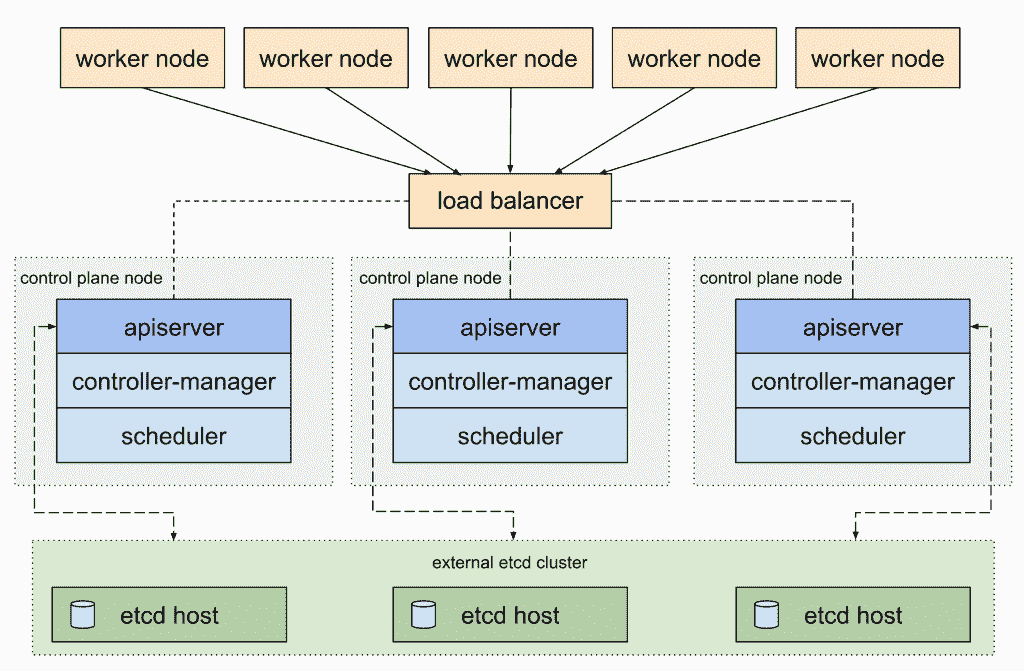 worker node
worker node
worker node
worker node
worker node
load balancer
control plane node
control plane node
control plane node
apiserver
apiserver
apiserver
controller-manager
controller-manager
controller-manager
scheduler
scheduler
scheduler
external etcd cluster
etcd host
etcd host
etcd host